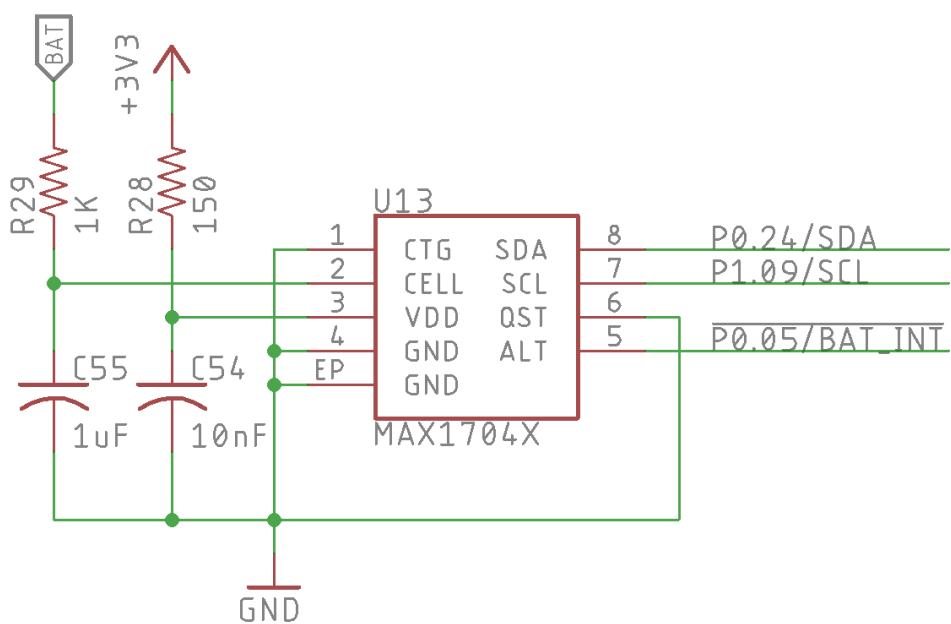 BAT
+3V3
R29
1K
R28
150
U13
1
CTG
SDA
8
P0.24/SDA
2
CELL
SCL
7
P1.09/SCL
3
VDD
QST
6
4
GND
ALT
5
P0.05/BAT_INT
EP
GND
MAX1704X
C55
1uF
C54
10nF
GND